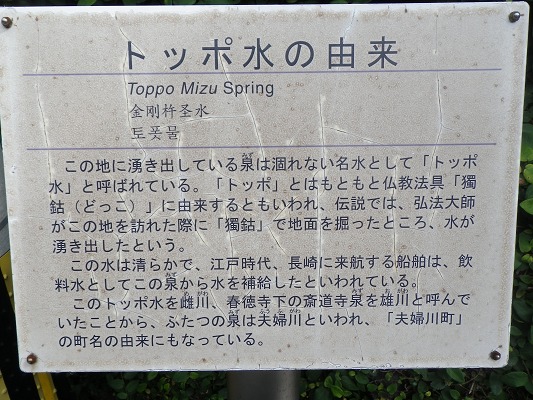 トッポ水の由来
Toppo Mizu Spring
金剛杵圣水
토풋물
この地に湧き出している泉は涸れない名水として「トッポ
水」と呼ばれている。「トッポ」とはもともと仏教法具「獨
鈷（どっこ）」に由来するともいわれ、伝説では、弘法大師
がこの地を訪れた際に「獨鈷」で地面を掘ったところ、水が
湧き出したという。
この水は清らかで、江戸時代、長崎に来航する船舶は、飲
料水としてこの泉から水を補給したといわれている。
このトッポ水を雌川、春徳寺下の斎道寺泉を雄川と呼んで
いたことから、ふたつの泉は夫婦川といわれ、「夫婦川町」
の町名の由来にもなっている。